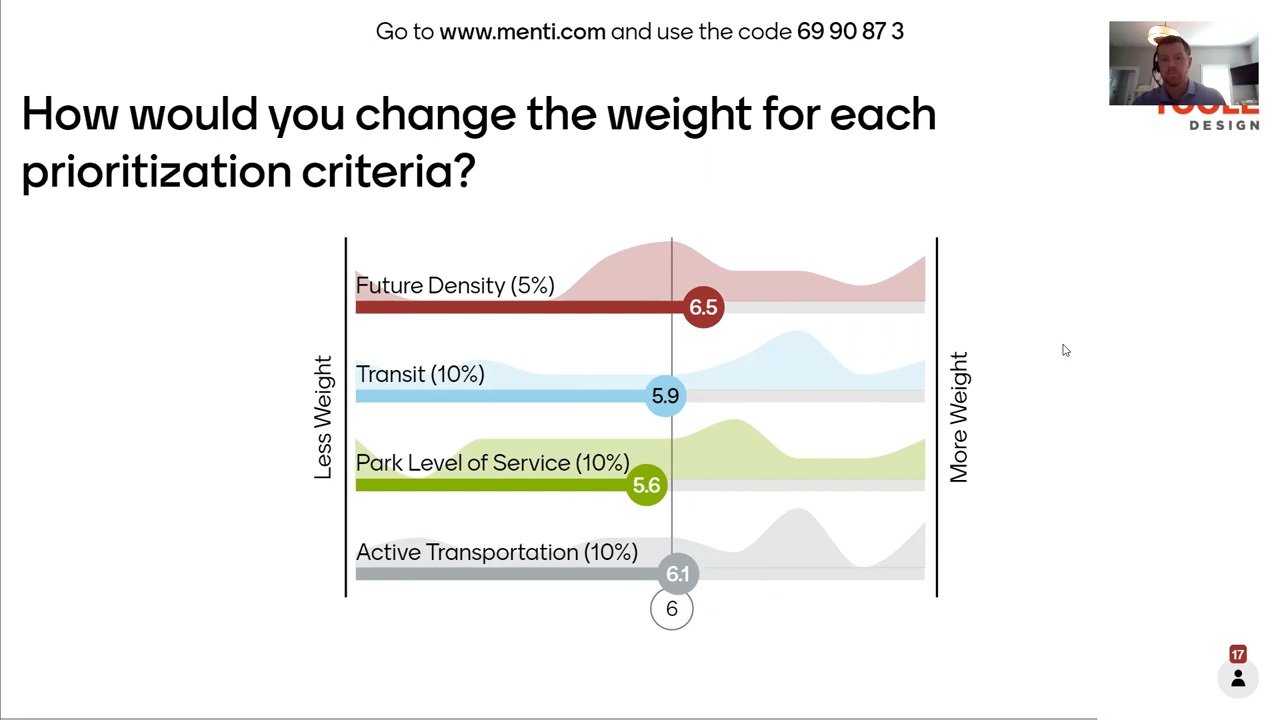 Go to www.menti.com and use the code 69 90 87 3
TOOLE
DESIGN
How would you change the weight for each
prioritization criteria?
Less Weight
More Weight
Future Density (5%)
6.5
Transit (10%)
5.9
Park Level of Service (10%)
5.6
Active Transportation (10%)
6.1
6
17